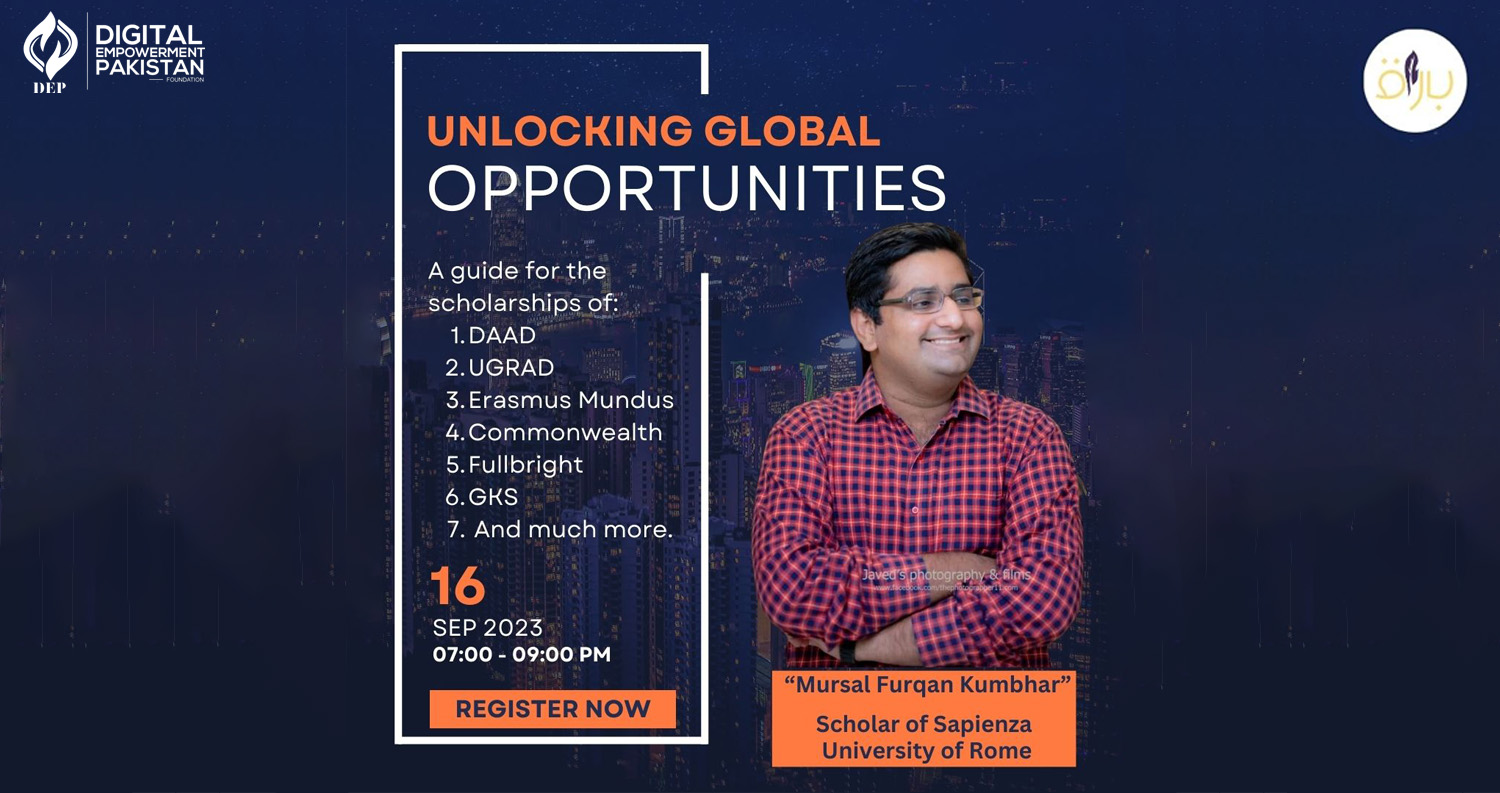 DIGITAL
EMPOWERMENT
PAKISTAN
FOUNDATION
DEP
UNLOCKING GLOBAL
OPPORTUNITIES
A guide for the
scholarships of:
1. DAAD
2. UGRAD
3. Erasmus Mundus
4. Commonwealth
5. Fullbright
6. GKS
7. And much more.
16
SEP 2023
07:00 - 09:00 PM
REGISTER NOW
Javed's photography & films
“Mursal Furqan Kumbhar”
Scholar of Sapienza
University of Rome